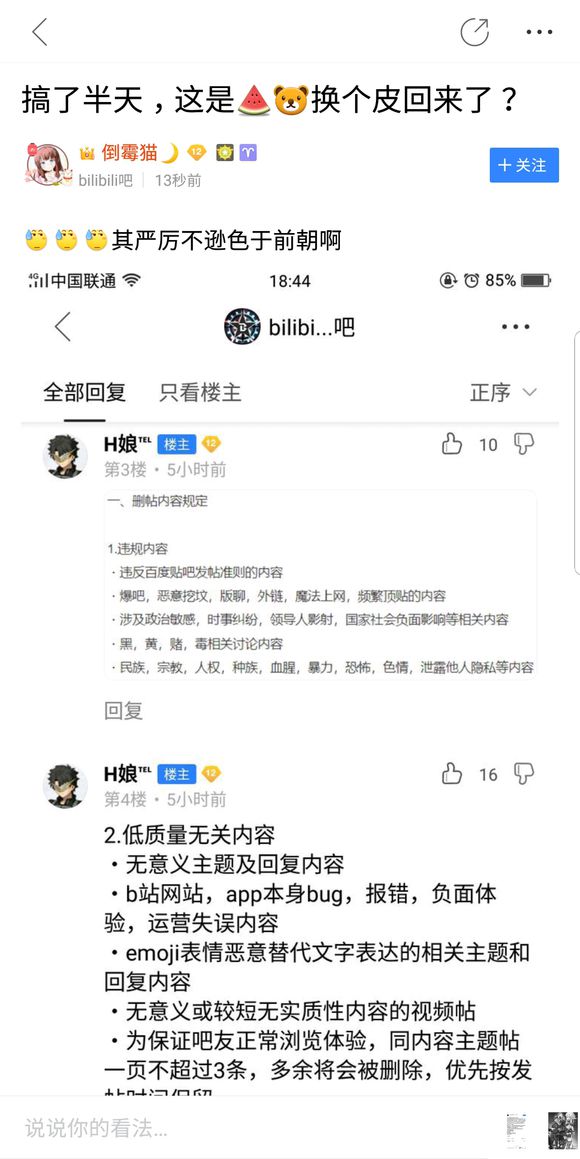 搞了半天，这是🍉🐻换个皮回来了？
倒霉猫🌙 12
bilibili吧 13秒前
+ 关注
😓😓😓其严厉不逊色于前朝啊
4G 中国联通 18:44 85%
bilibi...吧
全部回复 只看楼主 正序
H娘TEL 楼主 12 10
第3楼 · 5小时前
一、删帖内容规定
1.违规内容
·违反百度贴吧发帖准则的内容
·爆吧，恶意挖坟，版聊，外链，魔法上网，频繁顶贴的内容
·涉及政治敏感，时事纠纷，领导人影射，国家社会负面影响等相关内容
·黑，黄，赌，毒相关讨论内容
·民族，宗教，人权，种族，血腥，暴力，恐怖，色情，泄露他人隐私等内容
回复
H娘TEL 楼主 12 16
第4楼 · 5小时前
2.低质量无关内容
·无意义主题及回复内容
·b站网站，app本身bug，报错，负面体
验，运营失误内容
·emoji表情恶意替代文字表达的相关主题和
回复内容
·无意义或较短无实质性内容的视频帖
·为保证吧友正常浏览体验，同内容主题帖
一页不超过3条，多余将会被删除，优先按发
帖时间保留
说说你的看法...